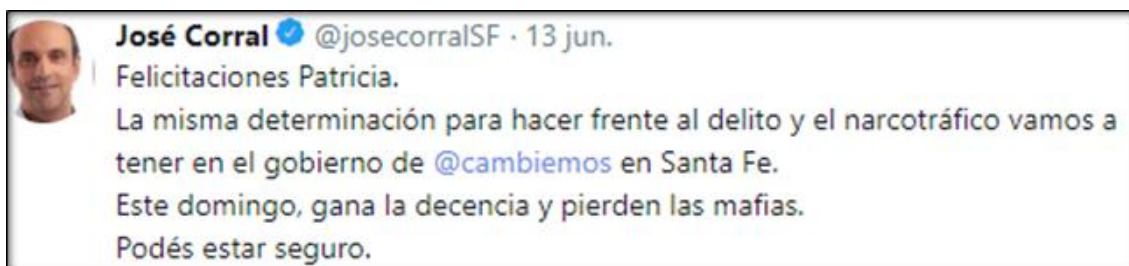 José Corral @josecorralSF · 13 jun.
Felicitaciones Patricia.
La misma determinación para hacer frente al delito y el narcotráfico vamos a
tener en el gobierno de @cambiemos en Santa Fe.
Este domingo, gana la decencia y pierden las mafias.
Podés estar seguro.